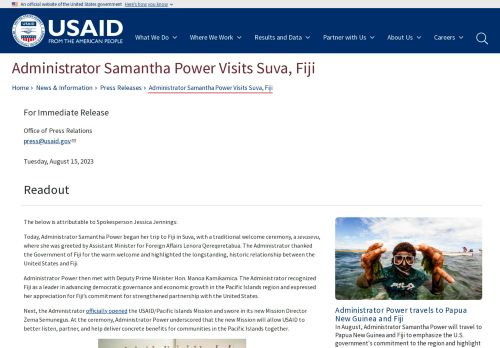 An official website of the United States government Here's how you know
USAID
FROM THE AMERICAN PEOPLE
What We Do
Where We Work
Results and Data
Partner with Us
About Us
Careers
Administrator Samantha Power Visits Suva, Fiji
Home › News & Information › Press Releases › Administrator Samantha Power Visits Suva, Fiji
For Immediate Release
Office of Press Relations
press@usaid.gov
Tuesday, August 15, 2023
Readout
The below is attributable to Spokesperson Jessica Jennings:
Today, Administrator Samantha Power began her trip to Fiji in Suva, with a traditional welcome ceremony, a sevusevu,
where she was greeted by Assistant Minister for Foreign Affairs Lenora Qereqeretabua. The Administrator thanked
the Government of Fiji for the warm welcome and highlighted the longstanding, historic relationship between the
United States and Fiji.
Administrator Power then met with Deputy Prime Minister Hon. Manoa Kamikamica. The Administrator recognized
Fiji as a leader in advancing democratic governance and economic growth in the Pacific Islands region and expressed
her appreciation for Fiji's commitment for strengthened partnership with the United States.
Next, the Administrator officially opened the USAID/Pacific Islands Mission and swore in its new Mission Director
Zema Semunegus. At the ceremony, Administrator Power underscored that the new Mission will allow USAID to
better listen, partner, and help deliver concrete benefits for communities in the Pacific Islands together.
Administrator Power travels to Papua
New Guinea and Fiji
In August, Administrator Samantha Power will travel to
Papua New Guinea and Fiji to emphasize the U.S.
government's commitment to the region and highlight